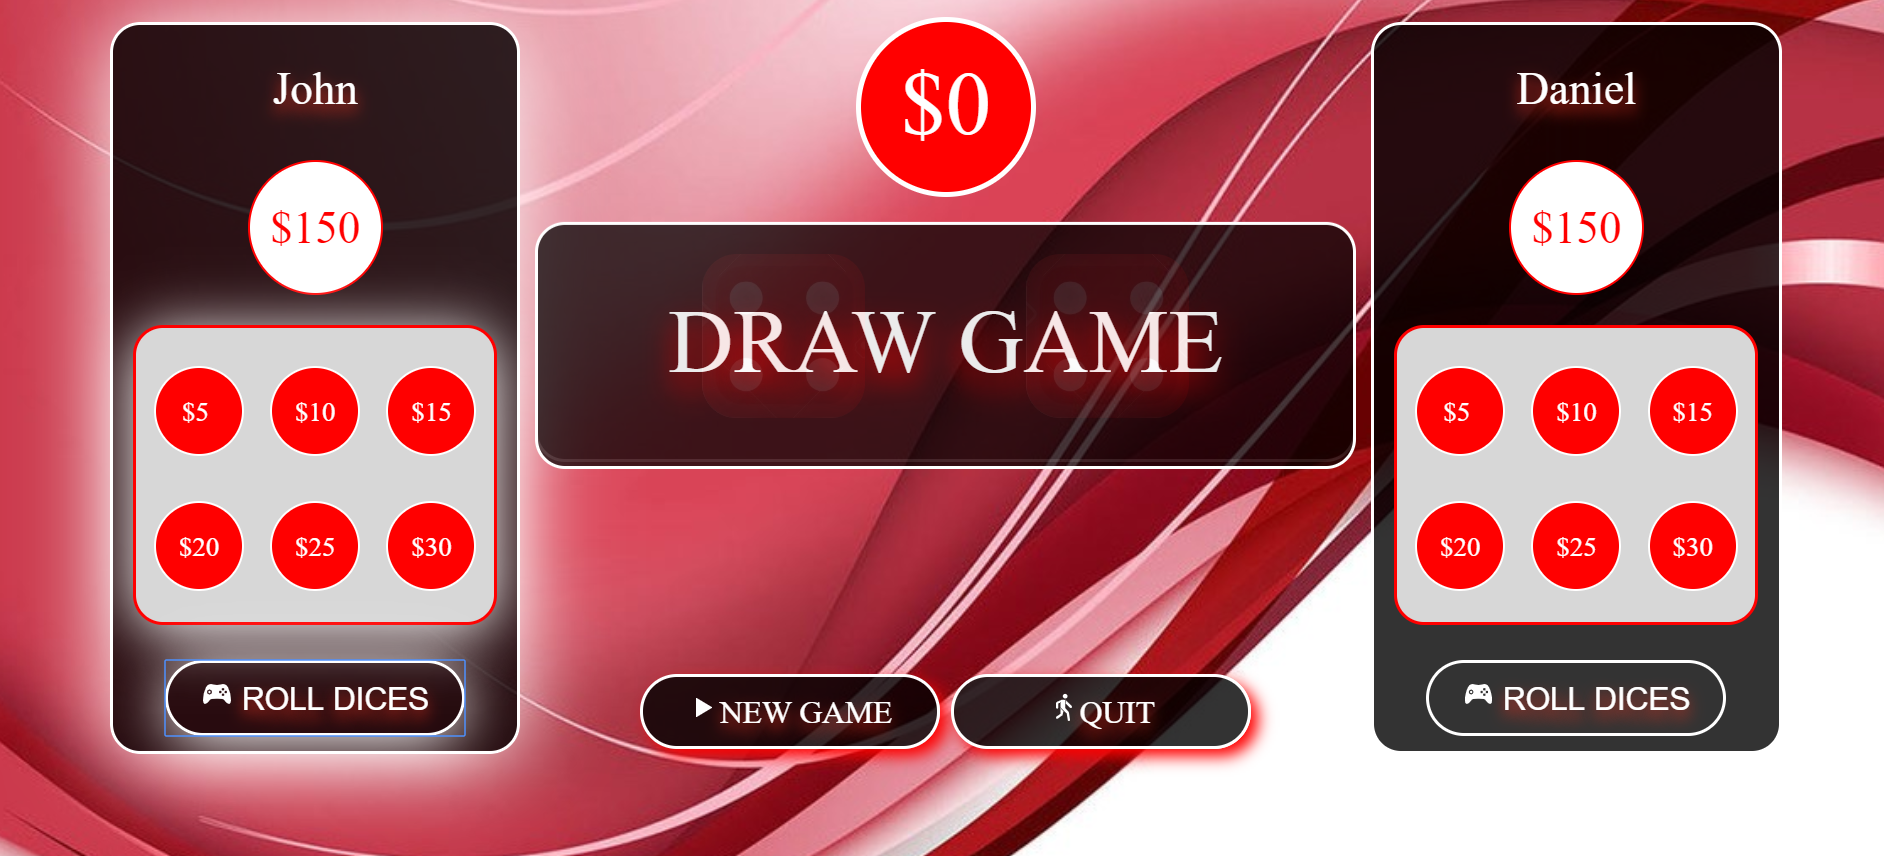 John
$150
$5 $10 $15
$20 $25 $30
ROLL DICES
$0
DRAW GAME
NEW GAME
QUIT
Daniel
$150
$5 $10 $15
$20 $25 $30
ROLL DICES